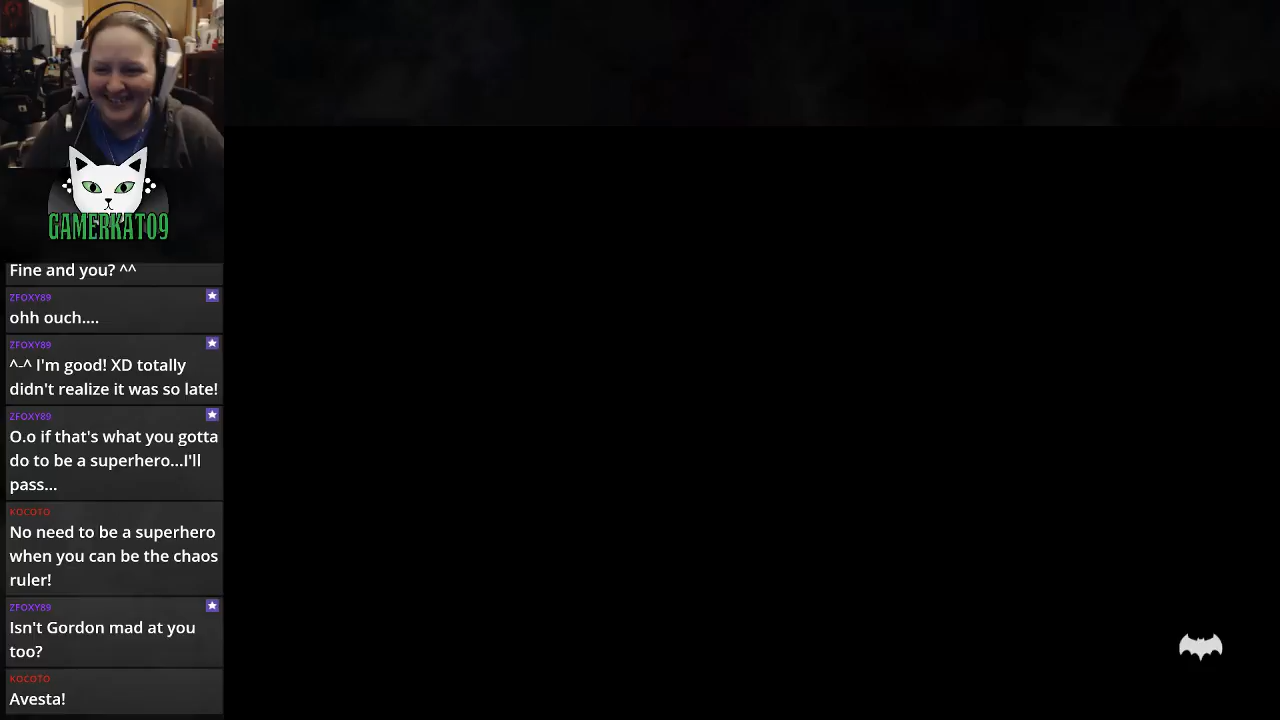 GAMERKAT09
Fine and you? ^^
ZFOXY89
ohh ouch....
ZFOXY89
^-^ I'm good! XD totally
didn't realize it was so late!
ZFOXY89
O.o if that's what you gotta
do to be a superhero...I'll
pass...
KOCOTO
No need to be a superhero
when you can be the chaos
ruler!
ZFOXY89
Isn't Gordon mad at you
too?
KOCOTO
Avesta!